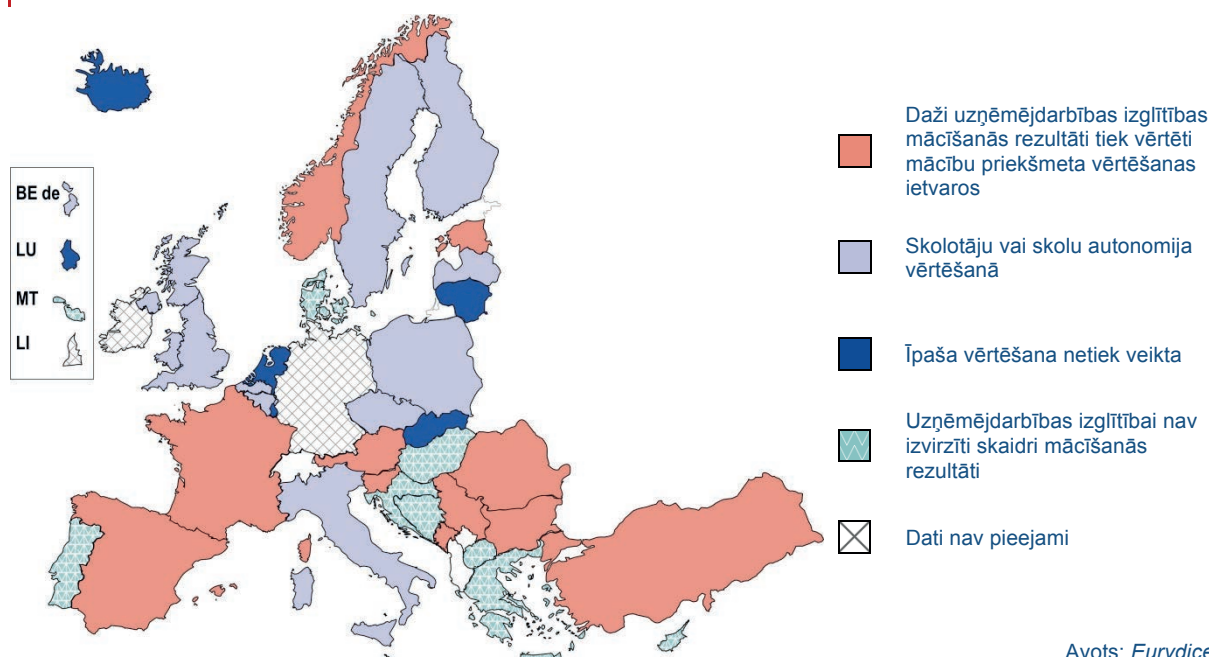 BE de
LU
MT
LI
Daži uzņēmējdarbības izglītības
mācīšanās rezultāti tiek vērtēti
mācību priekšmeta vērtēšanas
ietvaros
Skolotāju vai skolu autonomija
vērtēšanā
Īpaša vērtēšana netiek veikta
Uzņēmējdarbības izglītībai nav
izvirzīti skaidri mācīšanās
rezultāti
Dati nav pieejami
Avots: Eurydice